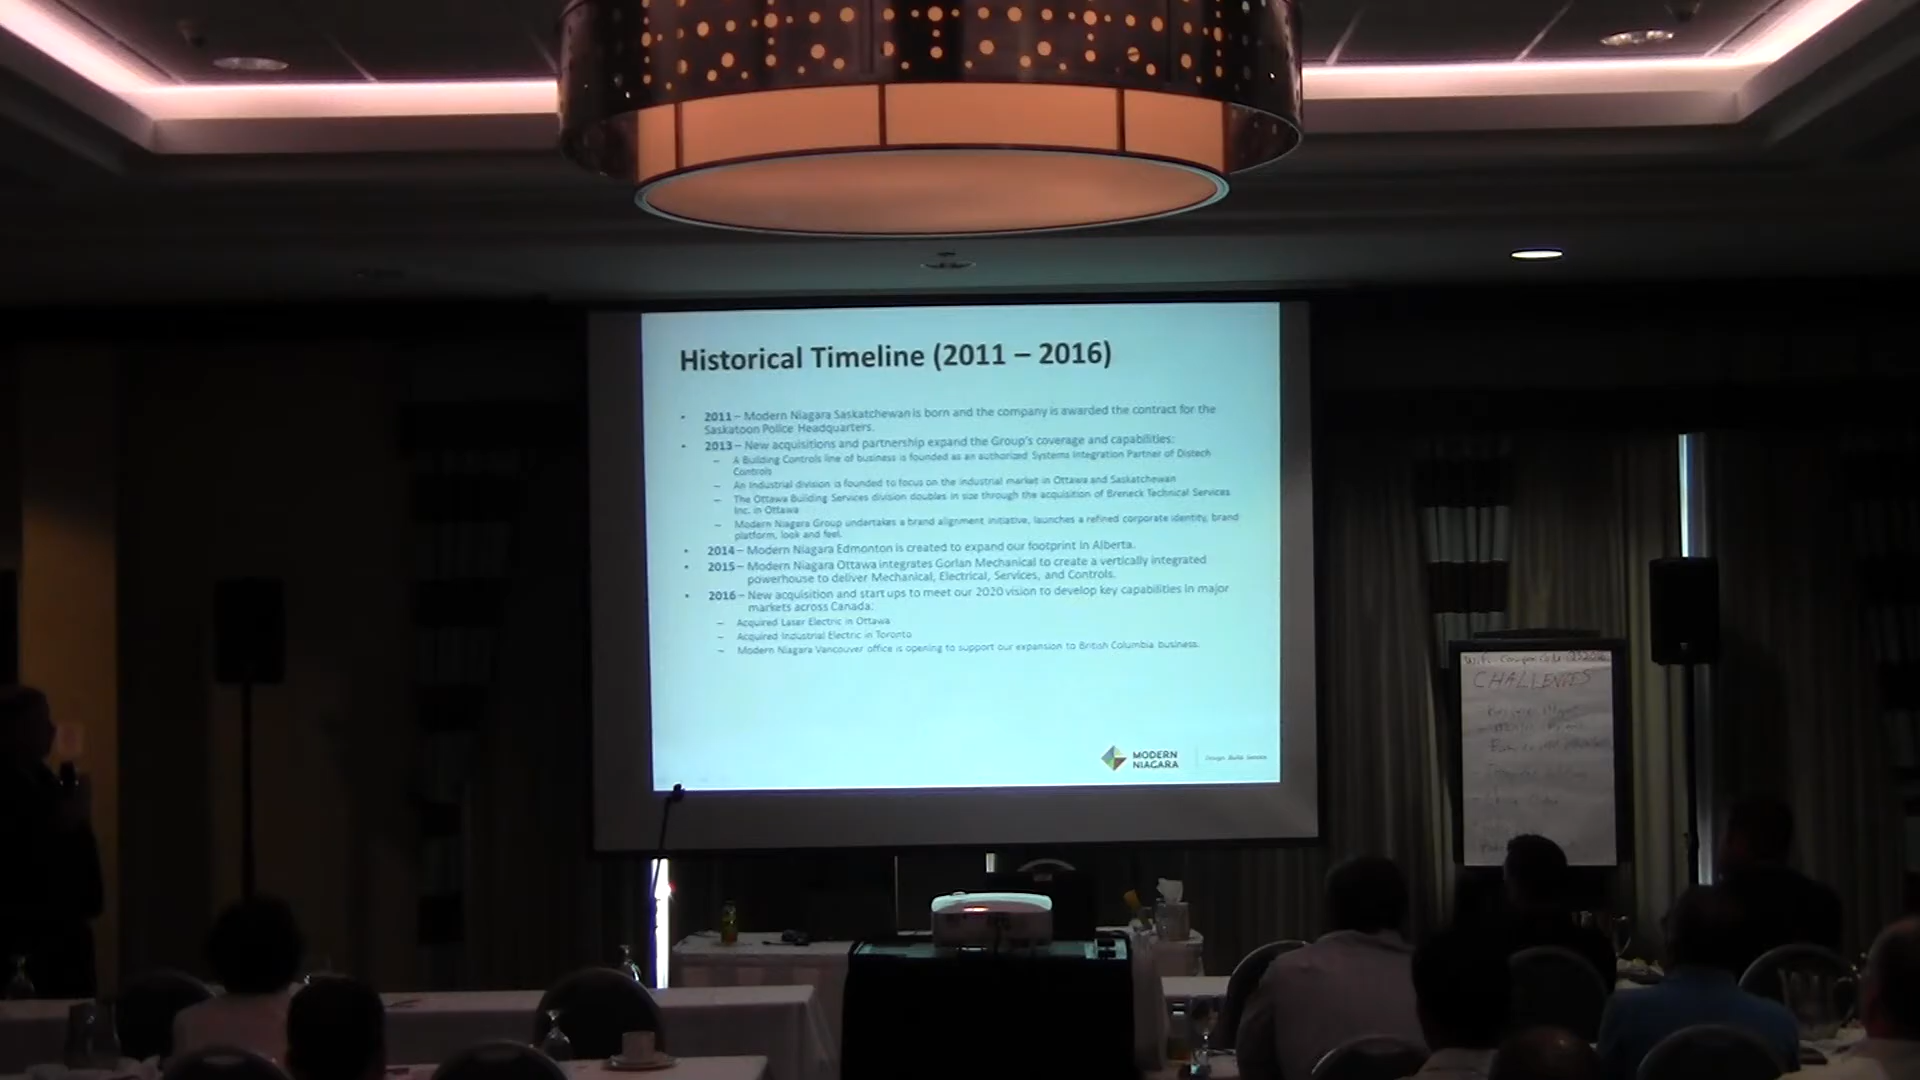 Historical Timeline (2011 – 2016)
• 2011 – Modern Niagara Saskatchewan is born and the company is awarded the contract for the
Saskatoon Police Headquarters.
• 2013 – New acquisitions and partnership expand the Group's coverage and capabilities:
– A Building Controls line of business is founded as an authorized Systems Integration Partner of Distech
Controls
– An Industrial division is founded to focus on the industrial market in Ottawa and Saskatchewan
– The Ottawa Building Services division doubles in size through the acquisition of Breneck Technical Services
Inc. in Ottawa
– Modern Niagara Group undertakes a brand alignment initiative, launches a refined corporate identity, brand
platform, look and feel.
• 2014 – Modern Niagara Edmonton is created to expand our footprint in Alberta.
• 2015 – Modern Niagara Ottawa integrates Gorlan Mechanical to create a vertically integrated
powerhouse to deliver Mechanical, Electrical, Services, and Controls.
• 2016 – New acquisition and start ups to meet our 2020 vision to develop key capabilities in major
markets across Canada:
– Acquired Laser Electric in Ottawa
– Acquired Industrial Electric in Toronto
– Modern Niagara Vancouver office is opening to support our expansion to British Columbia business.
MODERN
NIAGARA
Design. Build. Service.
CHALLENGES